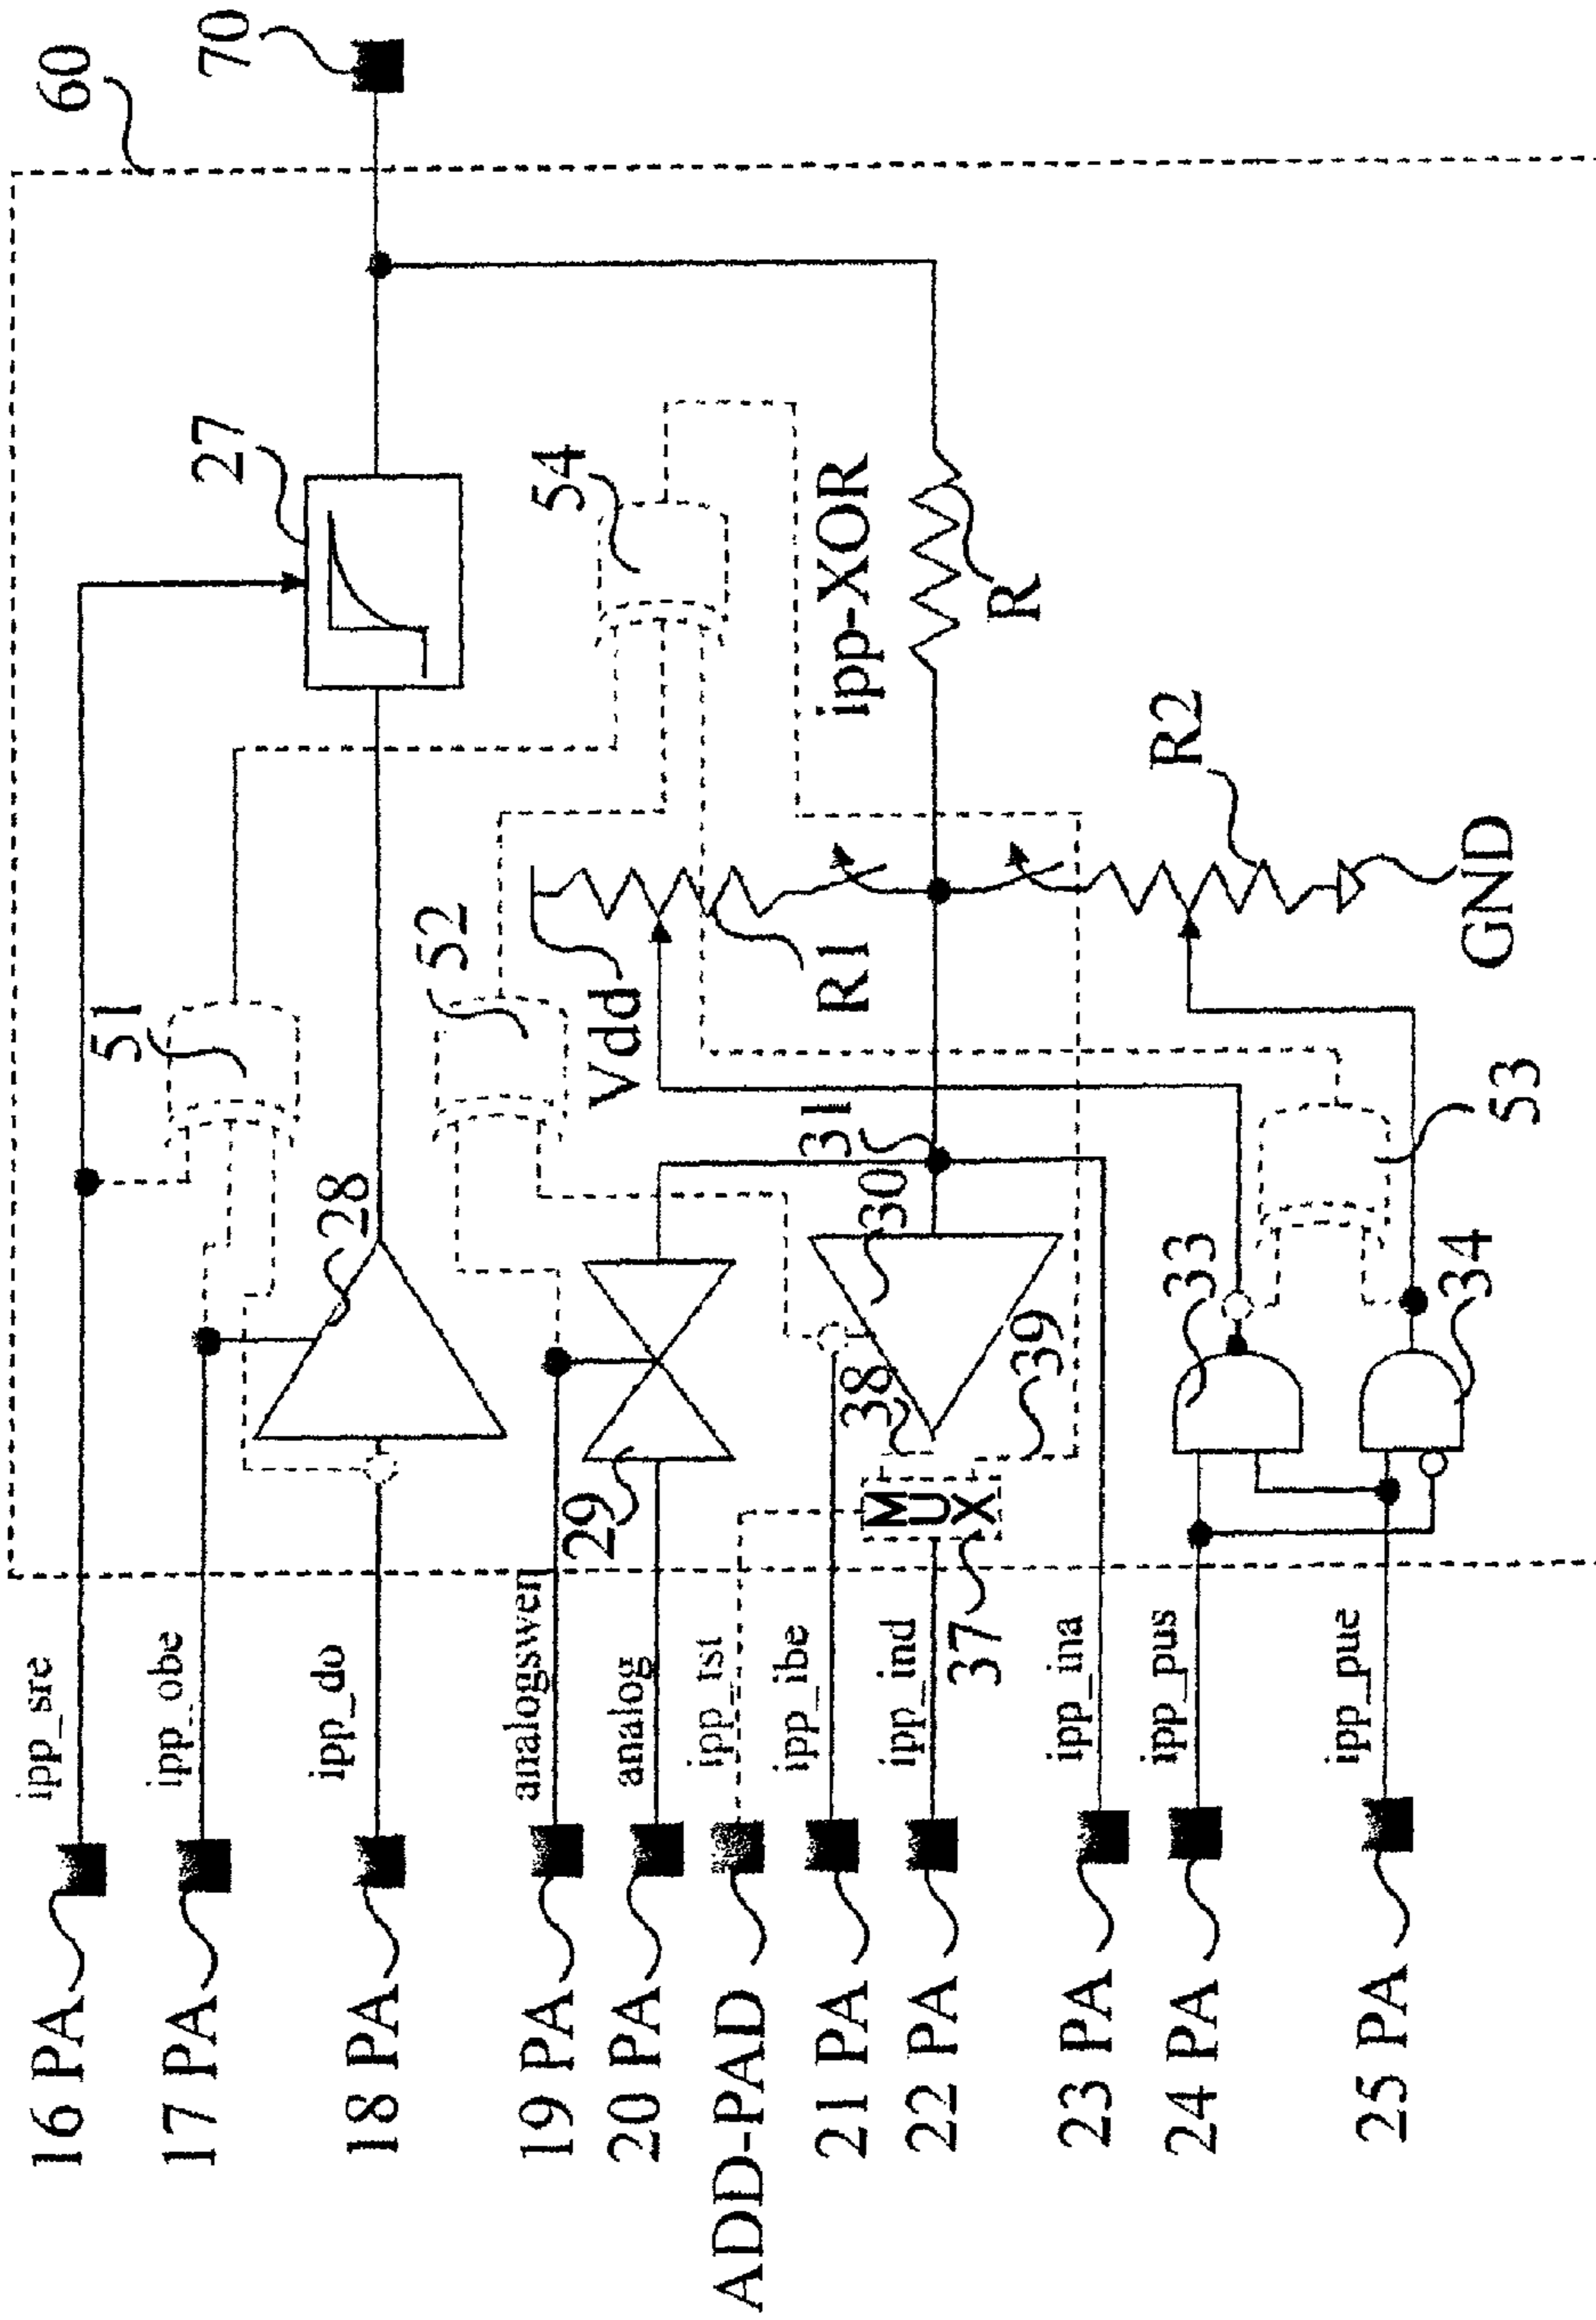 60
70
27
54
ipp-XOR
R
R2
GND
51
52
Vdd
R1
53
28
31
30
33
34
38
39
29
MUX
37
ipp_sre
ipp_obe
ipp_do
analogswen
analog
ipp_tst
ipp_ibe
ipp_ind
ipp_ina
ipp_pus
ipp_pue
16 PA
17 PA
18 PA
19 PA
20 PA
ADD-PAD
21 PA
22 PA
23 PA
24 PA
25 PA